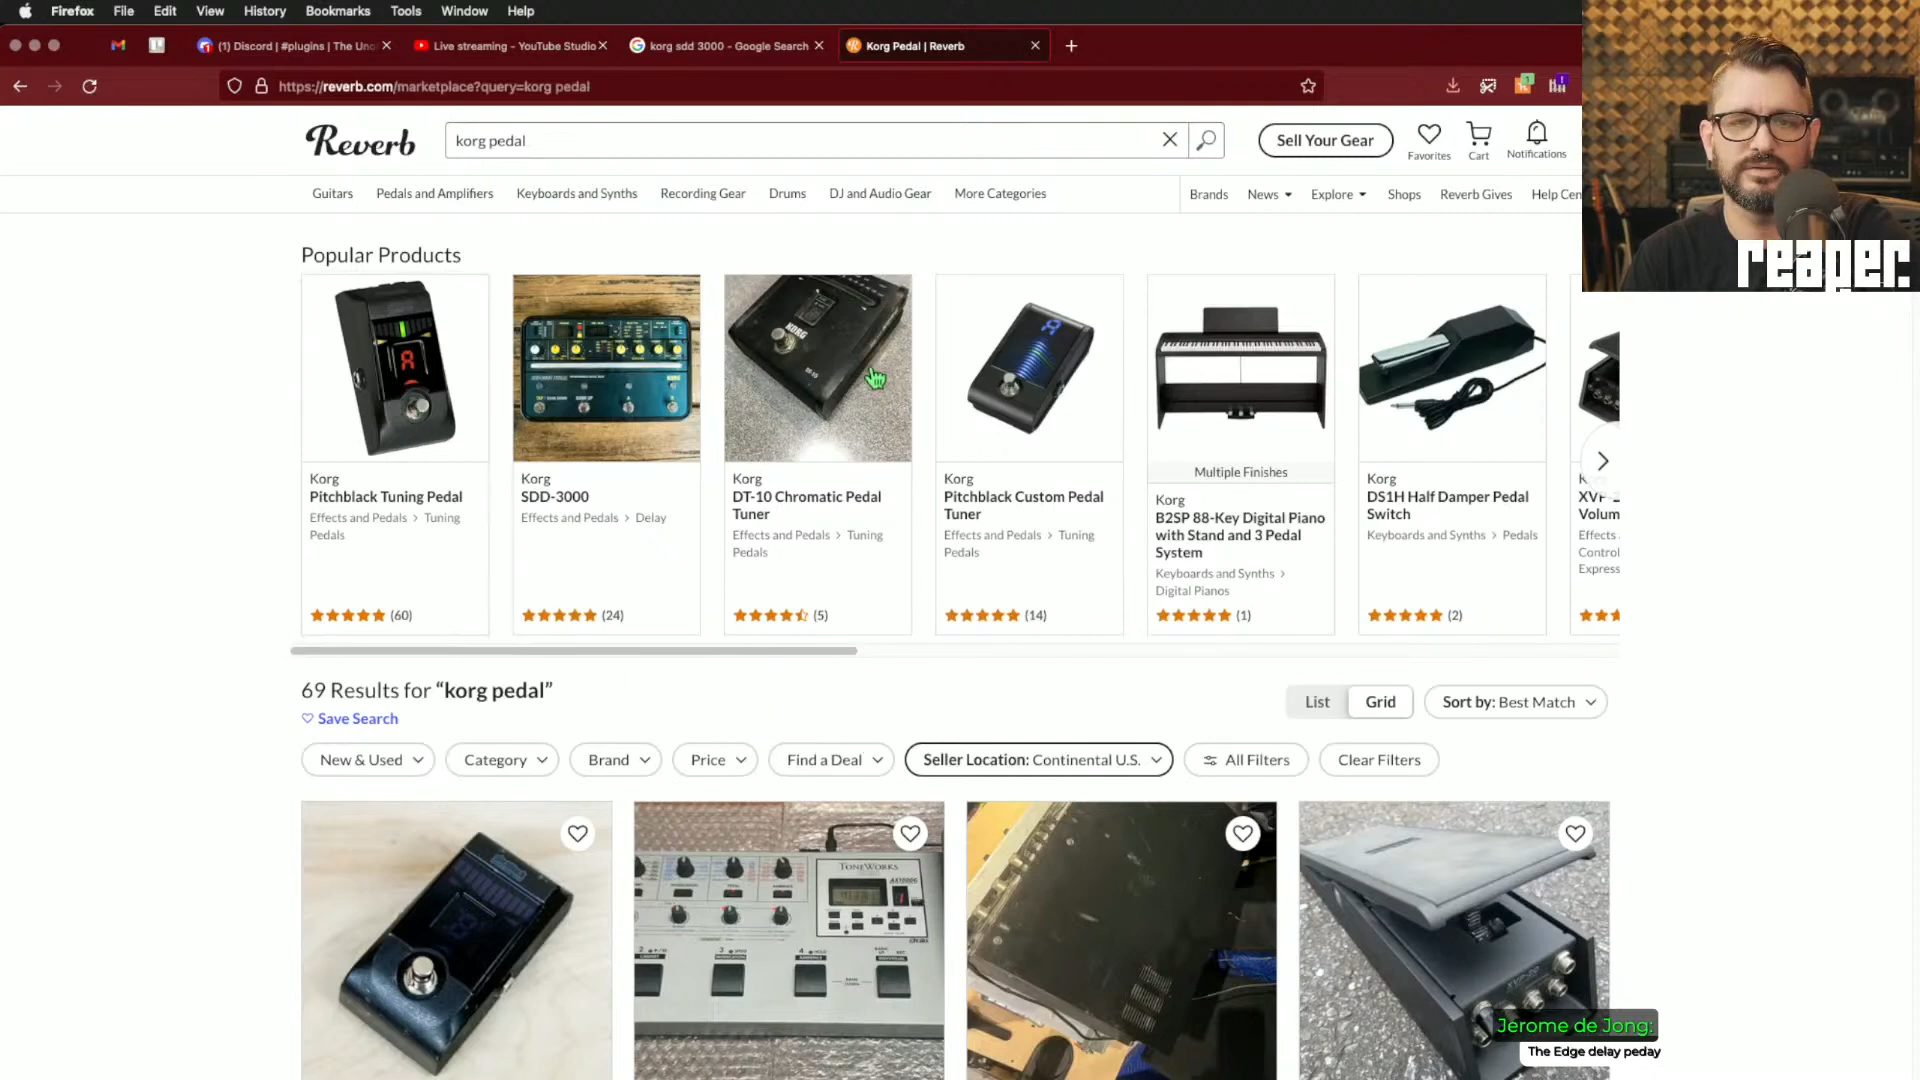 Firefox File Edit View History Bookmarks Tools Window Help
(1) Discord | #plugins | The Uno
Live streaming - YouTube Studio
korg sdd 3000 - Google Search
Korg Pedal | Reverb
https://reverb.com/marketplace?query=korg pedal
Reverb
korg pedal
Sell Your Gear
Favorites
Cart
Notifications
Guitars Pedals and Amplifiers Keyboards and Synths Recording Gear Drums DJ and Audio Gear More Categories
Brands News Explore Shops Reverb Gives Help Cen
reaper.
Popular Products
Korg
Pitchblack Tuning Pedal
Effects and Pedals > Tuning
Pedals
(60)
Korg
SDD-3000
Effects and Pedals > Delay
(24)
KORG
Korg
DT-10 Chromatic Pedal
Tuner
Effects and Pedals > Tuning
Pedals
(5)
Korg
Pitchblack Custom Pedal
Tuner
Effects and Pedals > Tuning
Pedals
(14)
Multiple Finishes
Korg
B2SP 88-Key Digital Piano
with Stand and 3 Pedal
System
Keyboards and Synths >
Digital Pianos
(1)
Korg
DS1H Half Damper Pedal
Switch
Keyboards and Synths > Pedals
(2)
Korg
XVP-2
Volum
Effects
Control
Express
69 Results for “korg pedal”
Save Search
List Grid
Sort by: Best Match
New & Used
Category
Brand
Price
Find a Deal
Seller Location: Continental U.S.
All Filters
Clear Filters
TONEWORKS
Jerome de Jong:
The Edge delay peday